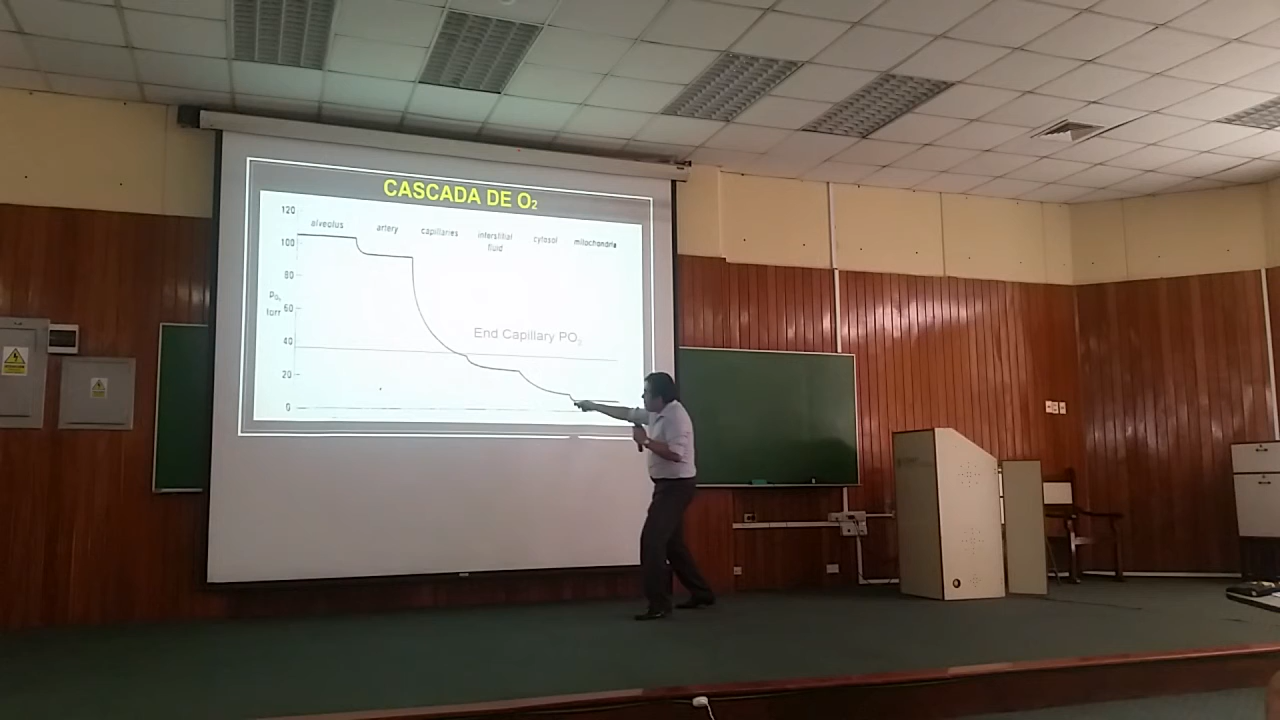 CASCADA DE O₂
120
alveolus artery capillaries interstitial cytosol mitochondria
fluid
100
80
PO₂
torr
60
End Capillary PO₂
40
20
0